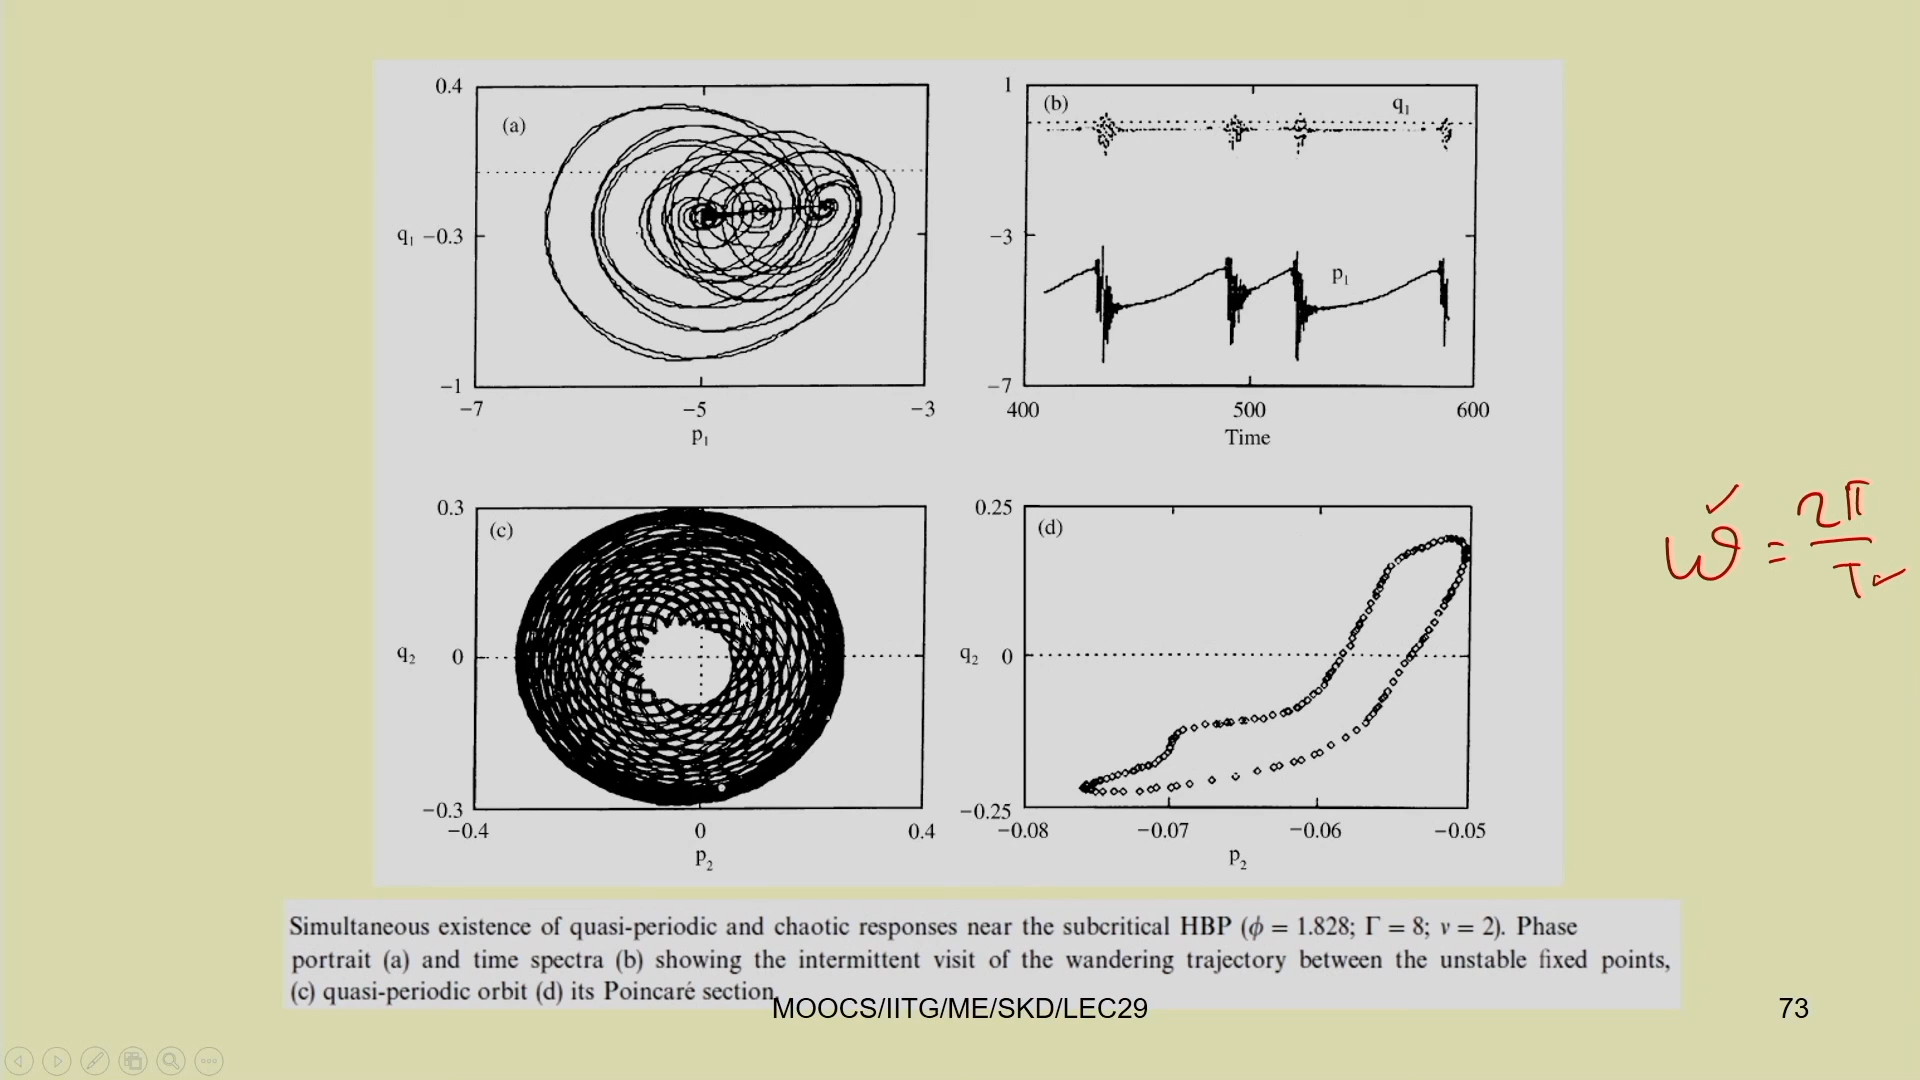 0.4
(a)
q₁ −0.3
−1
−7
−5
−3
p₁
1
(b)
q₁
−3
p₁
−7
400
500
600
Time
0.3
(c)
q₂ 0
−0.3
−0.4
0
0.4
p₂
0.25
(d)
q₂ 0
−0.25
−0.08
−0.07
−0.06
−0.05
p₂
ω = 2π / T
Simultaneous existence of quasi-periodic and chaotic responses near the subcritical HBP (ϕ = 1.828; Γ = 8; ν = 2). Phase
portrait (a) and time spectra (b) showing the intermittent visit of the wandering trajectory between the unstable fixed points,
(c) quasi-periodic orbit (d) its Poincaré section.
MOOCS/IITG/ME/SKD/LEC29
73